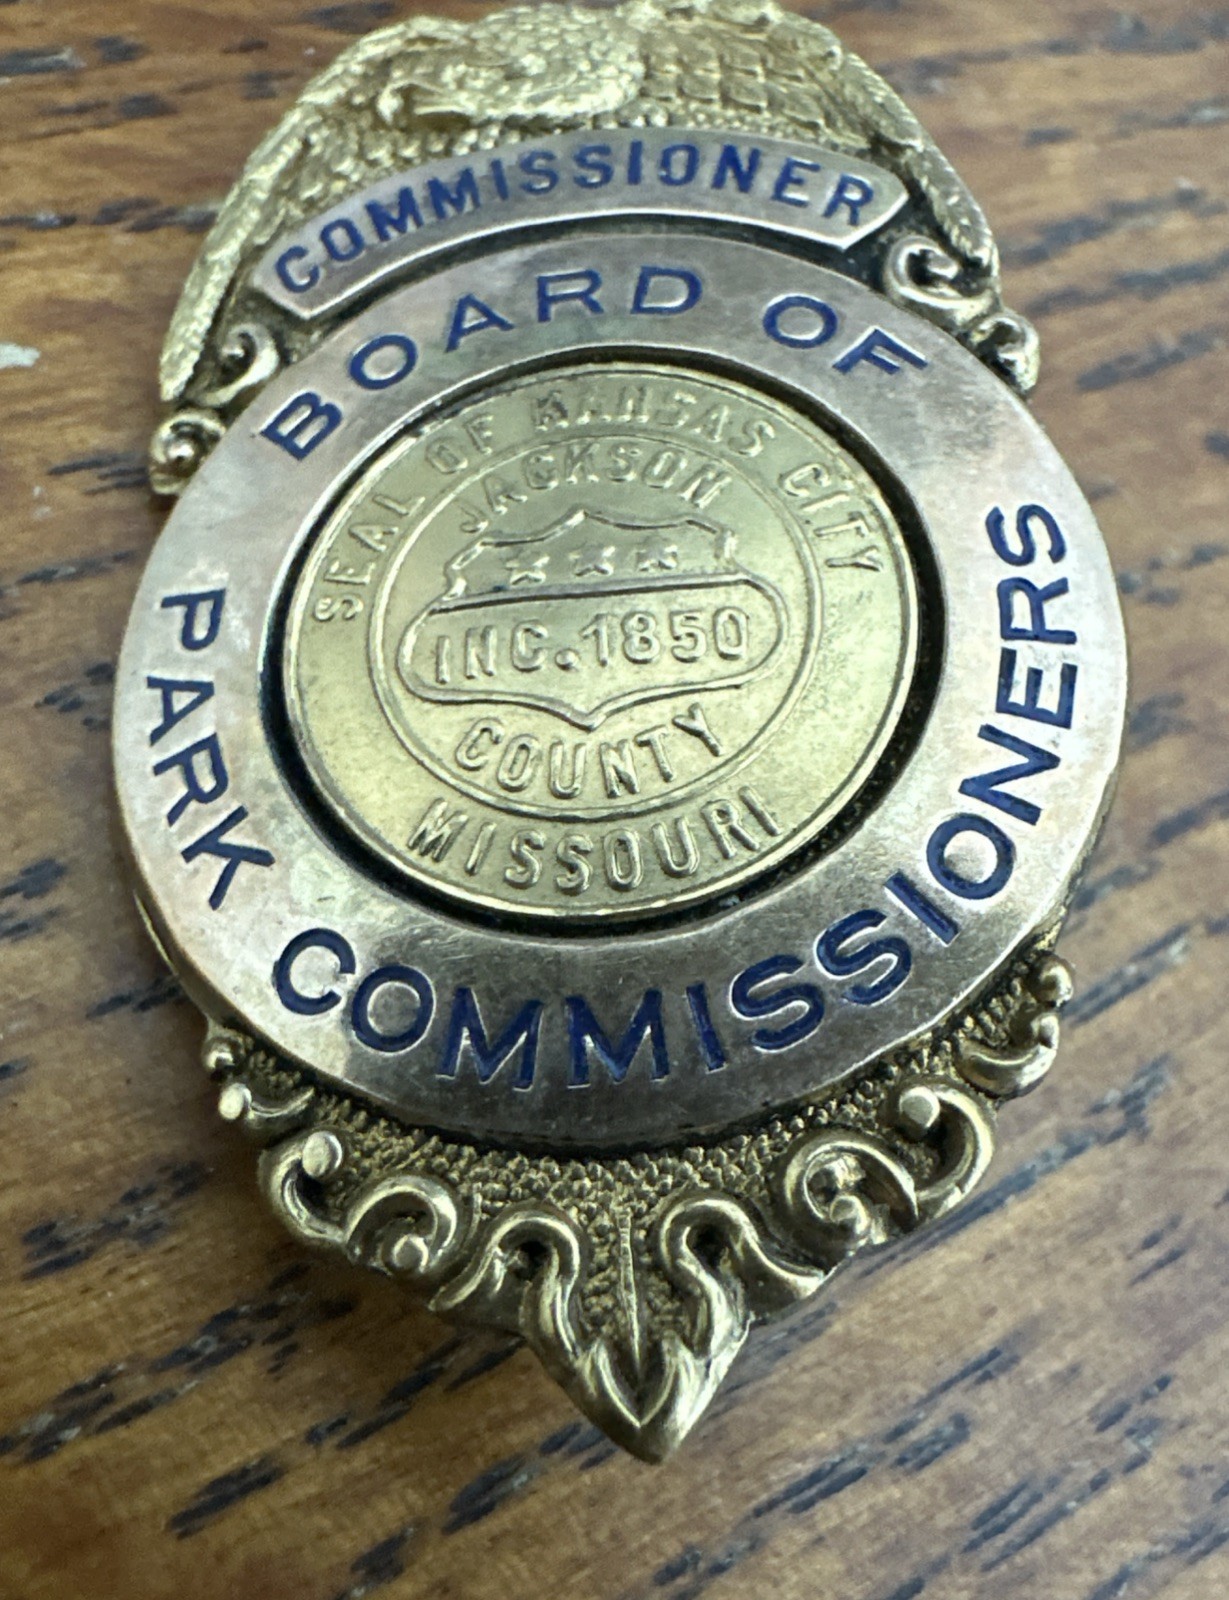 COMMISSIONER
BOARD OF
PARK COMMISSIONERS
SEAL OF KANSAS CITY
JACKSON
INC. 1850
COUNTY
MISSOURI